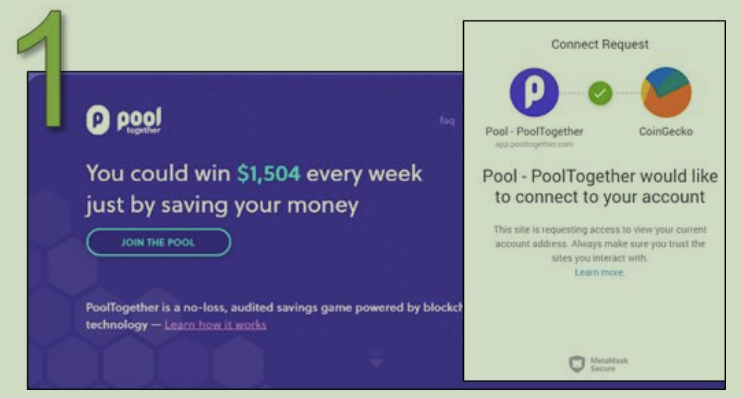 1
pool
together
faq
You could win $1,504 every week
just by saving your money
JOIN THE POOL
PoolTogether is a no-loss, audited savings game powered by
technology — Learn how it works
Connect Request
Pool - PoolTogether
CoinGecko
app.pooltogether.com
Pool - PoolTogether would like
to connect to your account
This site is requesting access to view your current
account address. Always make sure you trust the
sites you interact with.
Learn more.
MetaMask
Secure